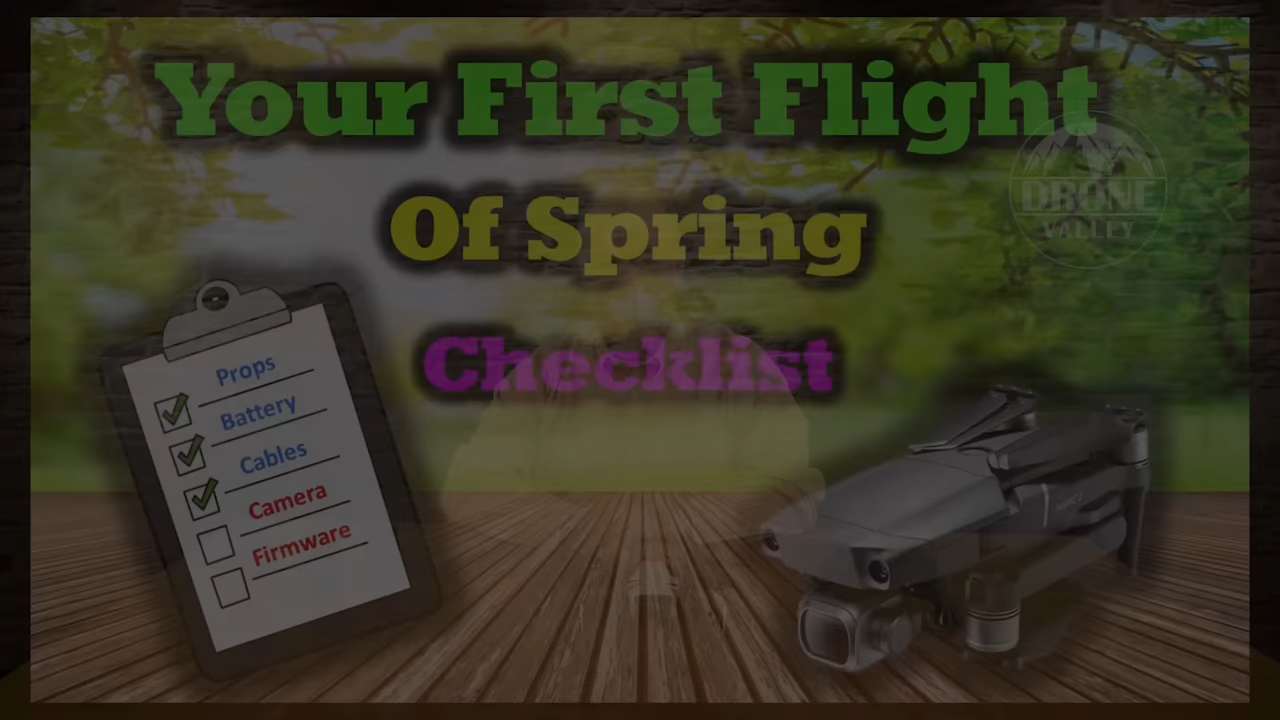 Your First Flight
Of Spring
Checklist
DRONE
VALLEY
Props
Battery
Cables
Camera
Firmware